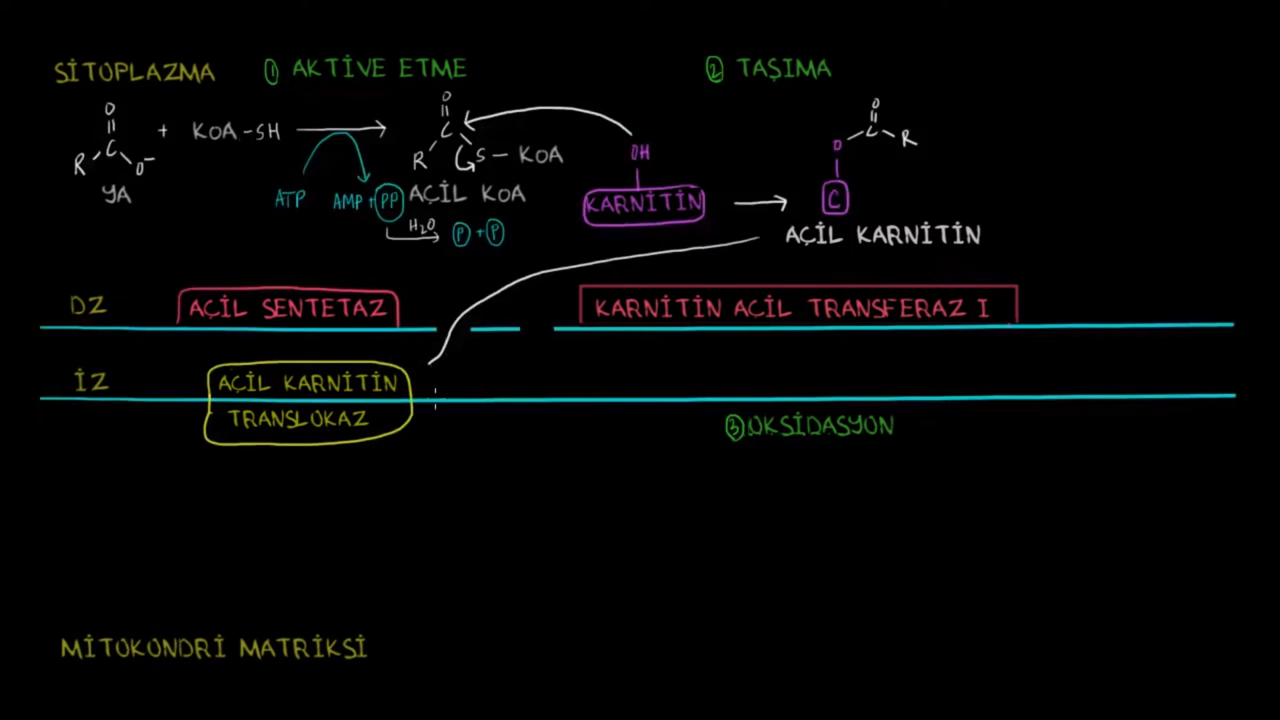 SİTOPLAZMA
① AKTİVE ETME
② TAŞIMA
O
R C O⁻
YA
+ KOA-SH
ATP
AMP + PP
H₂O
P + P
O
R C S - KOA
AÇİL KOA
OH
KARNİTİN
O
O C R
C
AÇİL KARNİTİN
DZ
AÇİL SENTETAZ
KARNİTİN ACİL TRANSFERAZ I
İZ
AÇİL KARNİTİN
TRANSLOKAZ
③ OKSİDASYON
MİTOKONDRİ MATRİKSİ